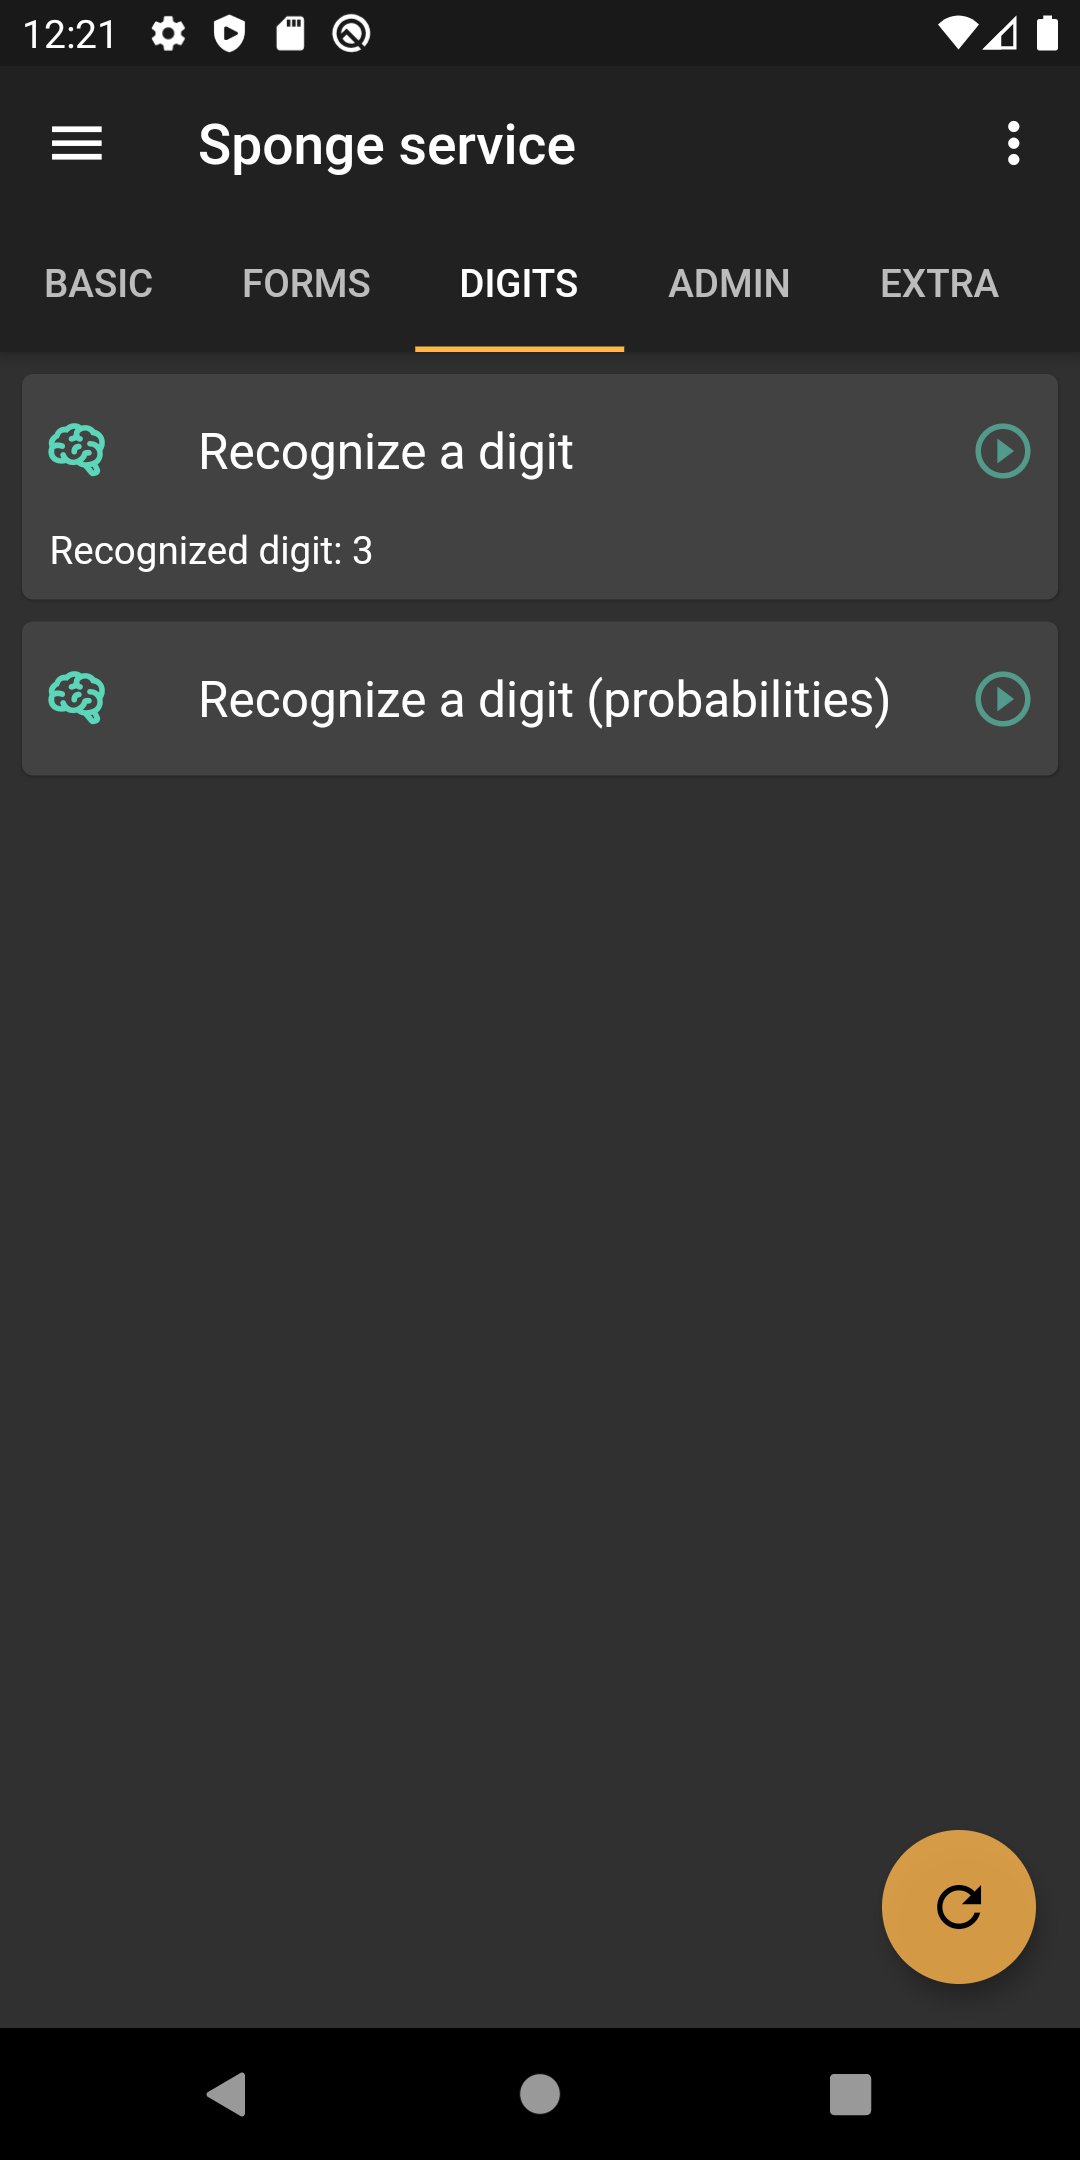 12:21
Sponge service
BASIC FORMS DIGITS ADMIN EXTRA
Recognize a digit
Recognized digit: 3
Recognize a digit (probabilities)